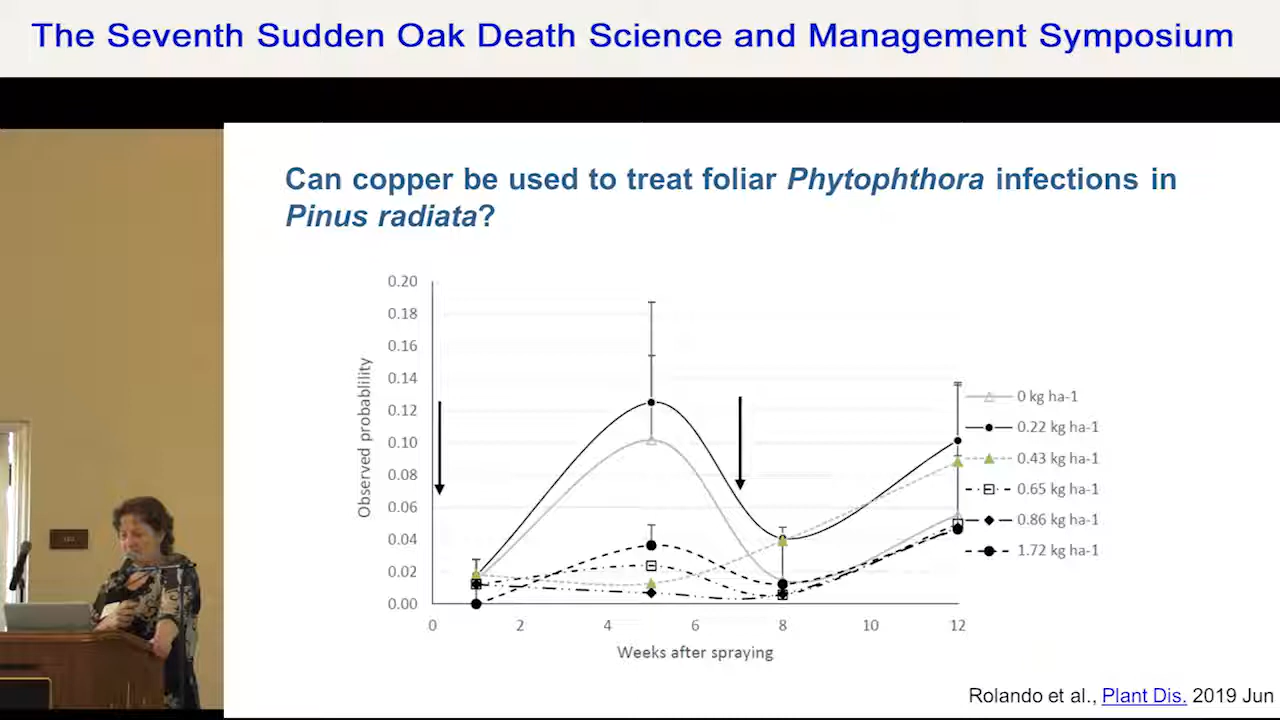 The Seventh Sudden Oak Death Science and Management Symposium
Can copper be used to treat foliar Phytophthora infections in
Pinus radiata?
0.20
0.18
0.16
0.14
0.12
0.10
0.08
0.06
0.04
0.02
0.00
Observed probablility
0 2 4 6 8 10 12
Weeks after spraying
0 kg ha-1
0.22 kg ha-1
0.43 kg ha-1
0.65 kg ha-1
0.86 kg ha-1
1.72 kg ha-1
Rolando et al., Plant Dis. 2019 Jun